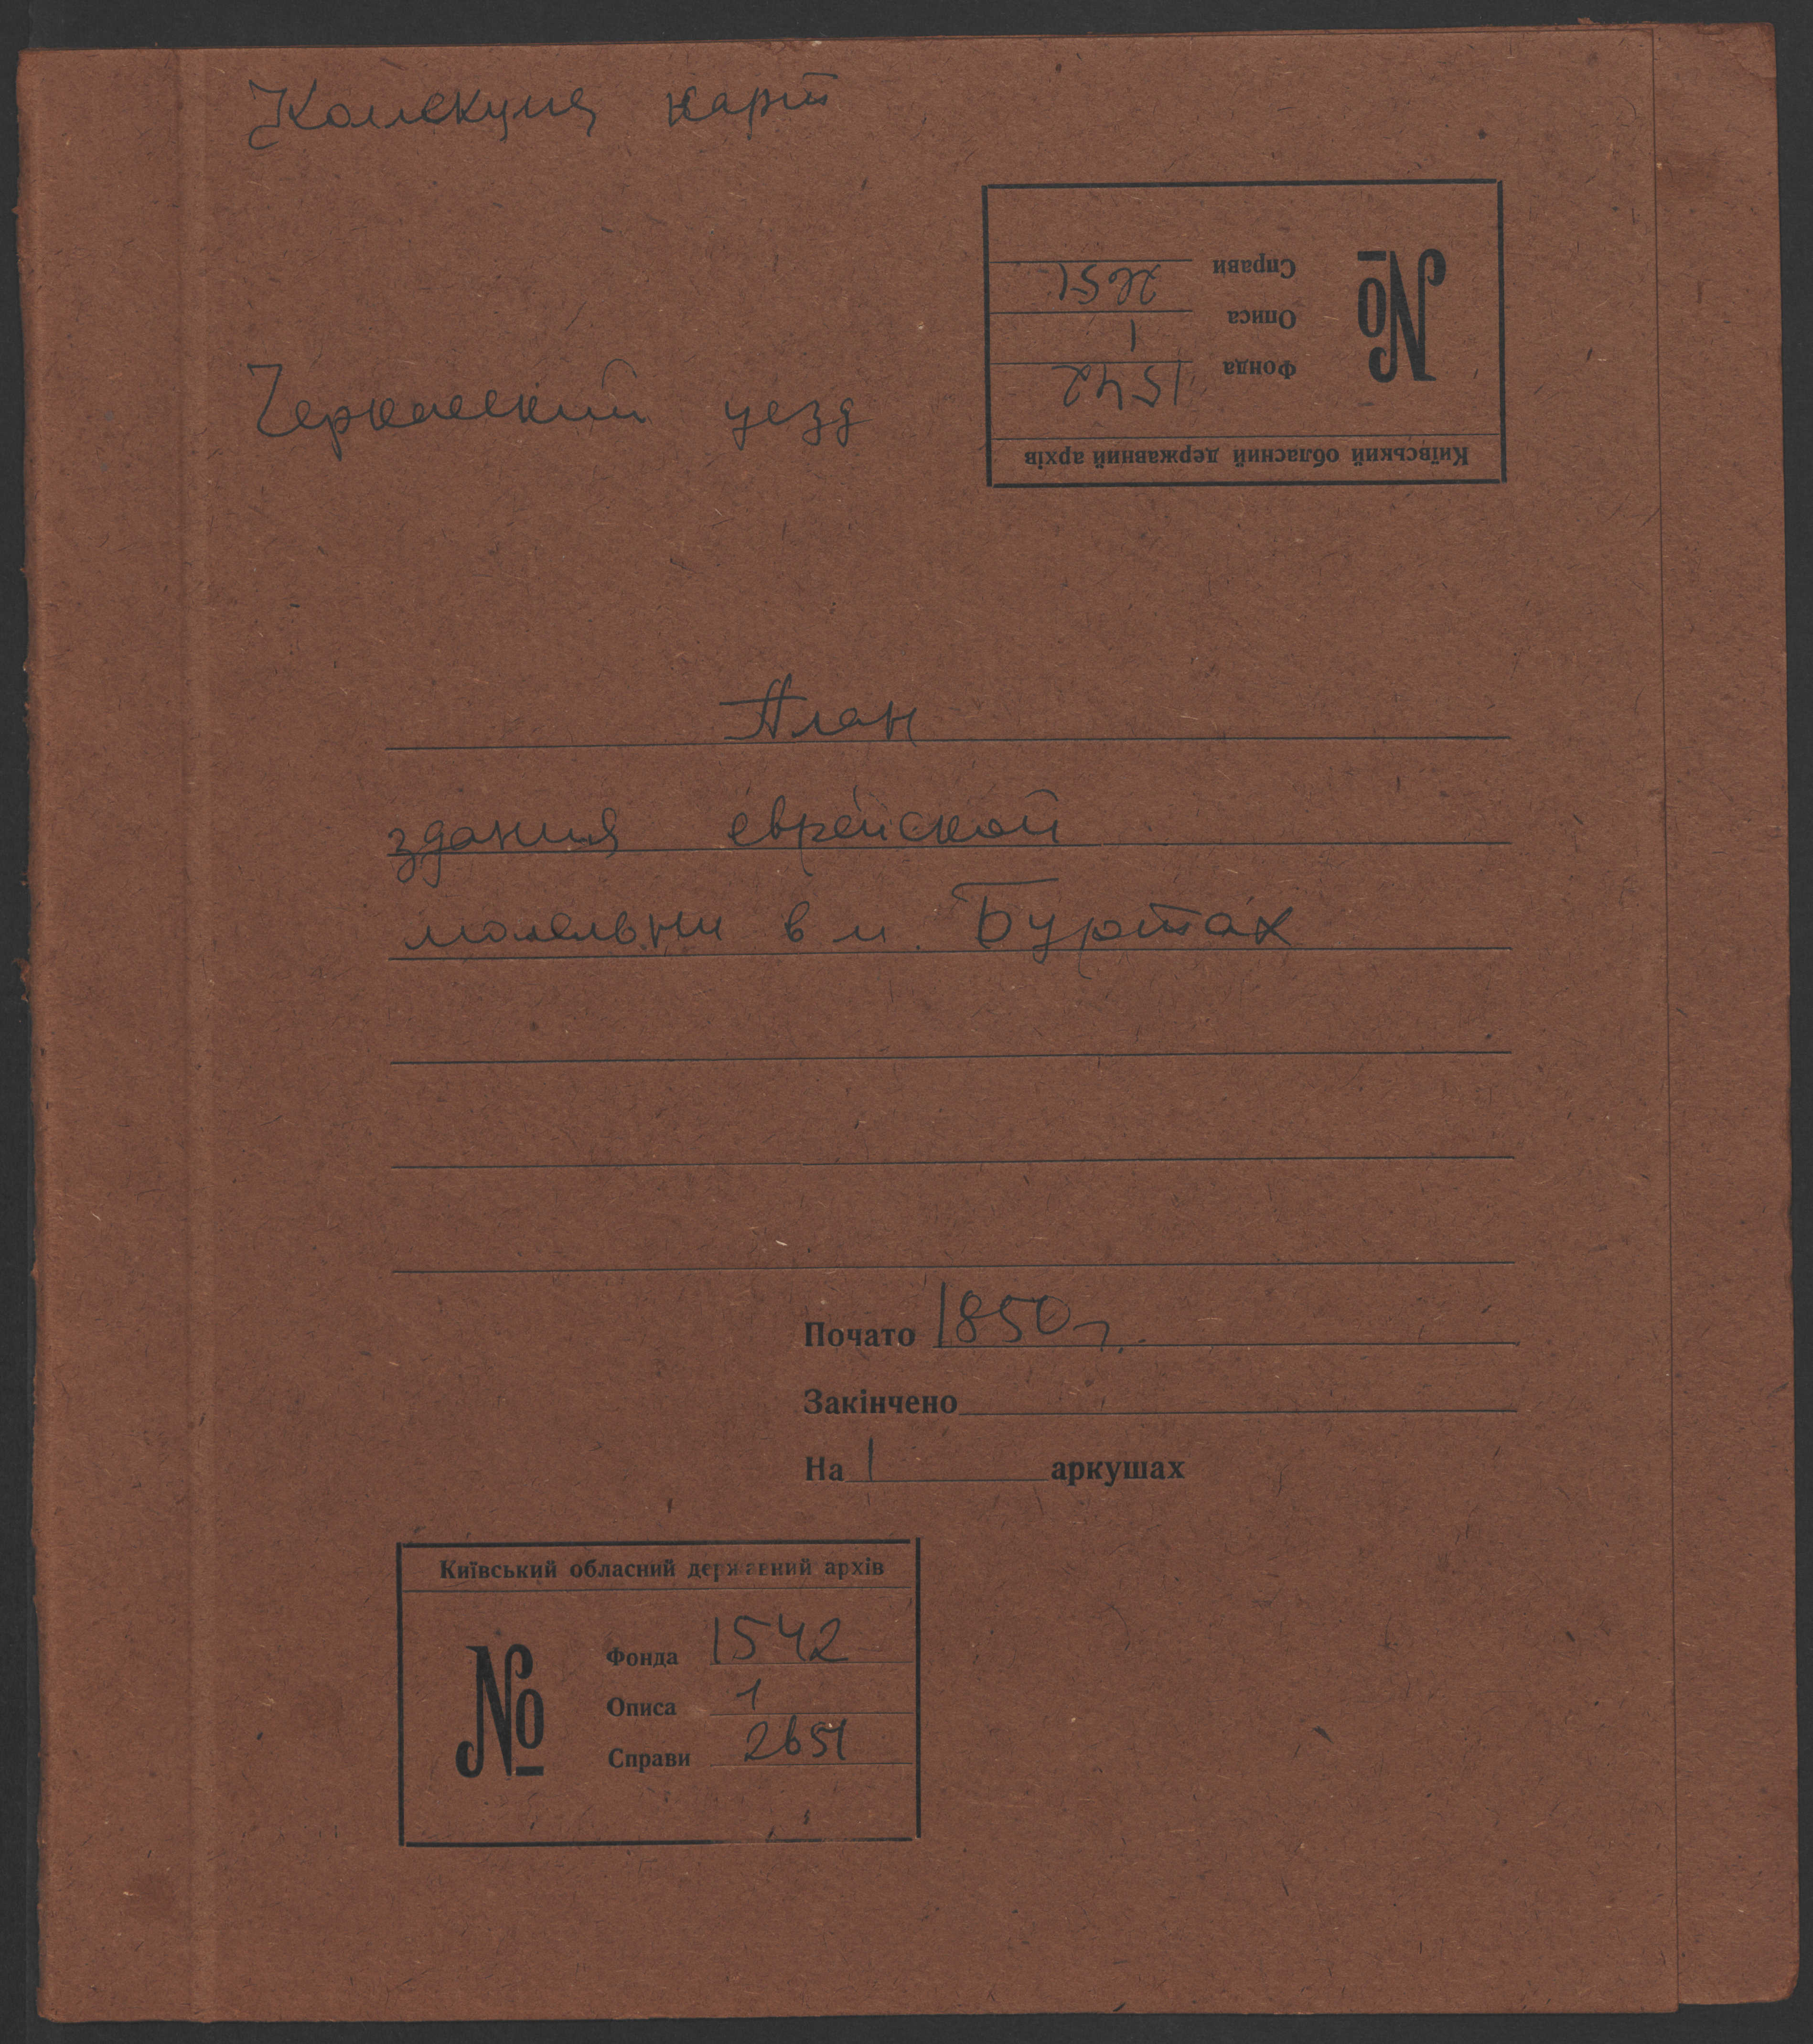 Коллекция карт
Київський обласний державний архів
№
Фонда 1542
Описа 1
Справи 2651
Черкасский уезд
План
здания еврейской
молельни в м. Буртах
Почато 1850 г.
Закінчено
На 1 аркушах
Київський обласний державний архів
№
Фонда 1542
Описа 1
Справи 2651